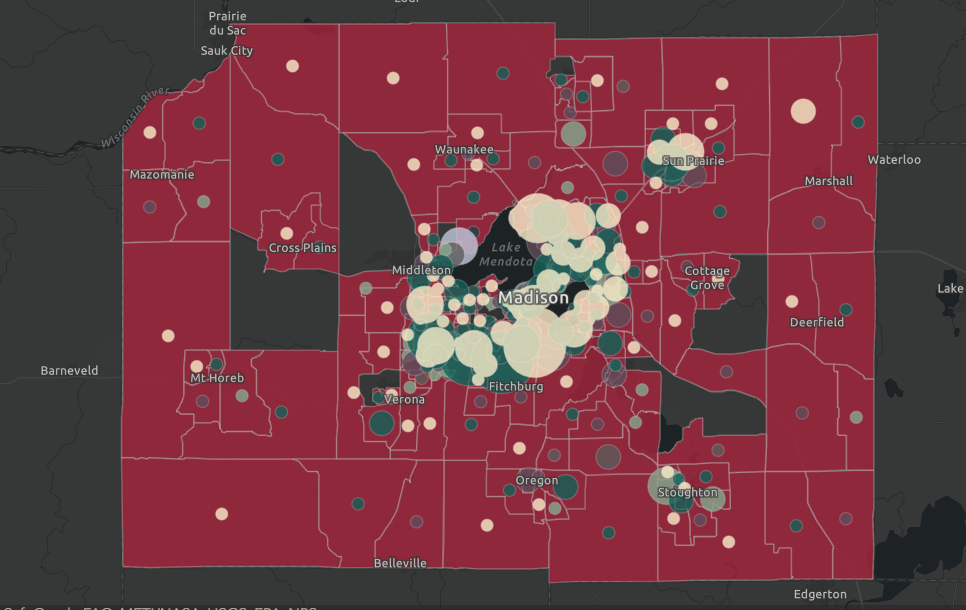 Prairie
du Sac
Sauk City
Wisconsin River
Waunakee
Sun Prairie
Waterloo
Mazomanie
Marshall
Cross Plains
Lake
Mendota
Middleton
Cottage
Grove
Madison
Lake
Deerfield
Barneveld
Mt Horeb
Fitchburg
Verona
Oregon
Stoughton
Belleville
Edgerton